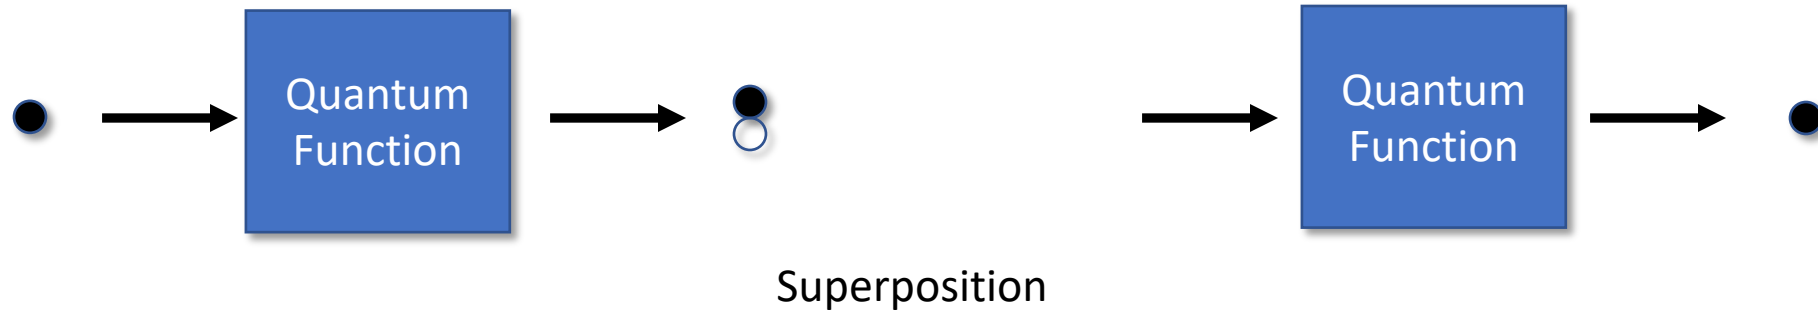 Quantum
Function
Quantum
Function
Superposition